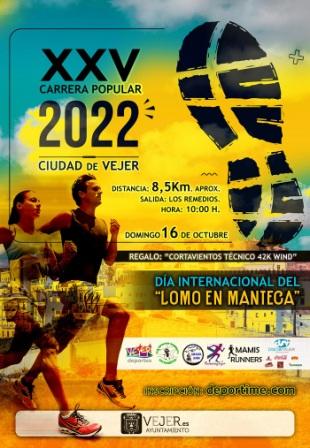 XXV
CARRERA POPULAR
2022
CIUDAD DE VEJER
DISTANCIA: 8,5Km. APROX.
SALIDA: LOS REMEDIOS.
HORA: 10:00 H.
DOMINGO 16 DE OCTUBRE
REGALO: "CORTAVIENTOS TÉCNICO 42K WIND"
DÍA INTERNACIONAL DEL
"LOMO EN MANTECA"
deportes
MAMIS
RUNNERS
INSCRIPCIÓN: deportime.com
VEJER.es
AYUNTAMIENTO